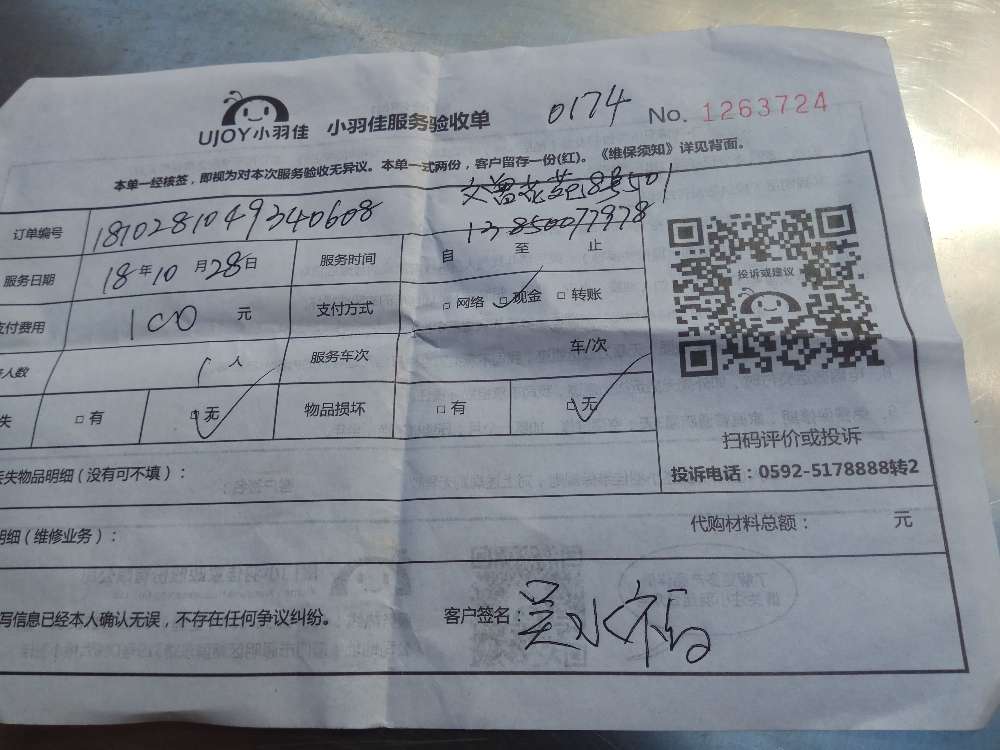 UJOY小羽佳 小羽佳服务验收单 0174 No. 1263724
本单一经核签，即视为对本次服务验收无异议。本单一式两份，客户留存一份(红)。《维保须知》详见背面。
文曾花苑 8号501
订单编号 1810281049340608 13850077978
服务日期 18年10月28日 服务时间 自 至 止
支付费用 100 元 支付方式 □网络 □现金 □转账
人数 1人 服务车次 车/次
失 □有 □无 物品损坏 □有 □无
投诉或建议
扫码评价或投诉
投诉电话：0592-5178888转2
失物品明细（没有可不填）：
明细（维修业务）： 代购材料总额： 元
写信息已经本人确认无误，不存在任何争议纠纷。 客户签名：吴水福